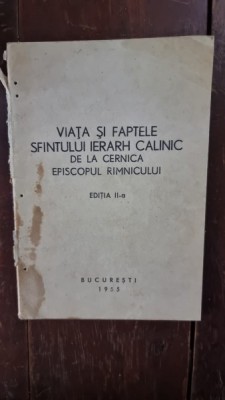 VIAȚA ȘI FAPTELE
SFINTULUI IERARH CALINIC
DE LA CERNICA
EPISCOPUL RIMNICULUI
EDIȚIA II-a
BUCUREȘTI
1955